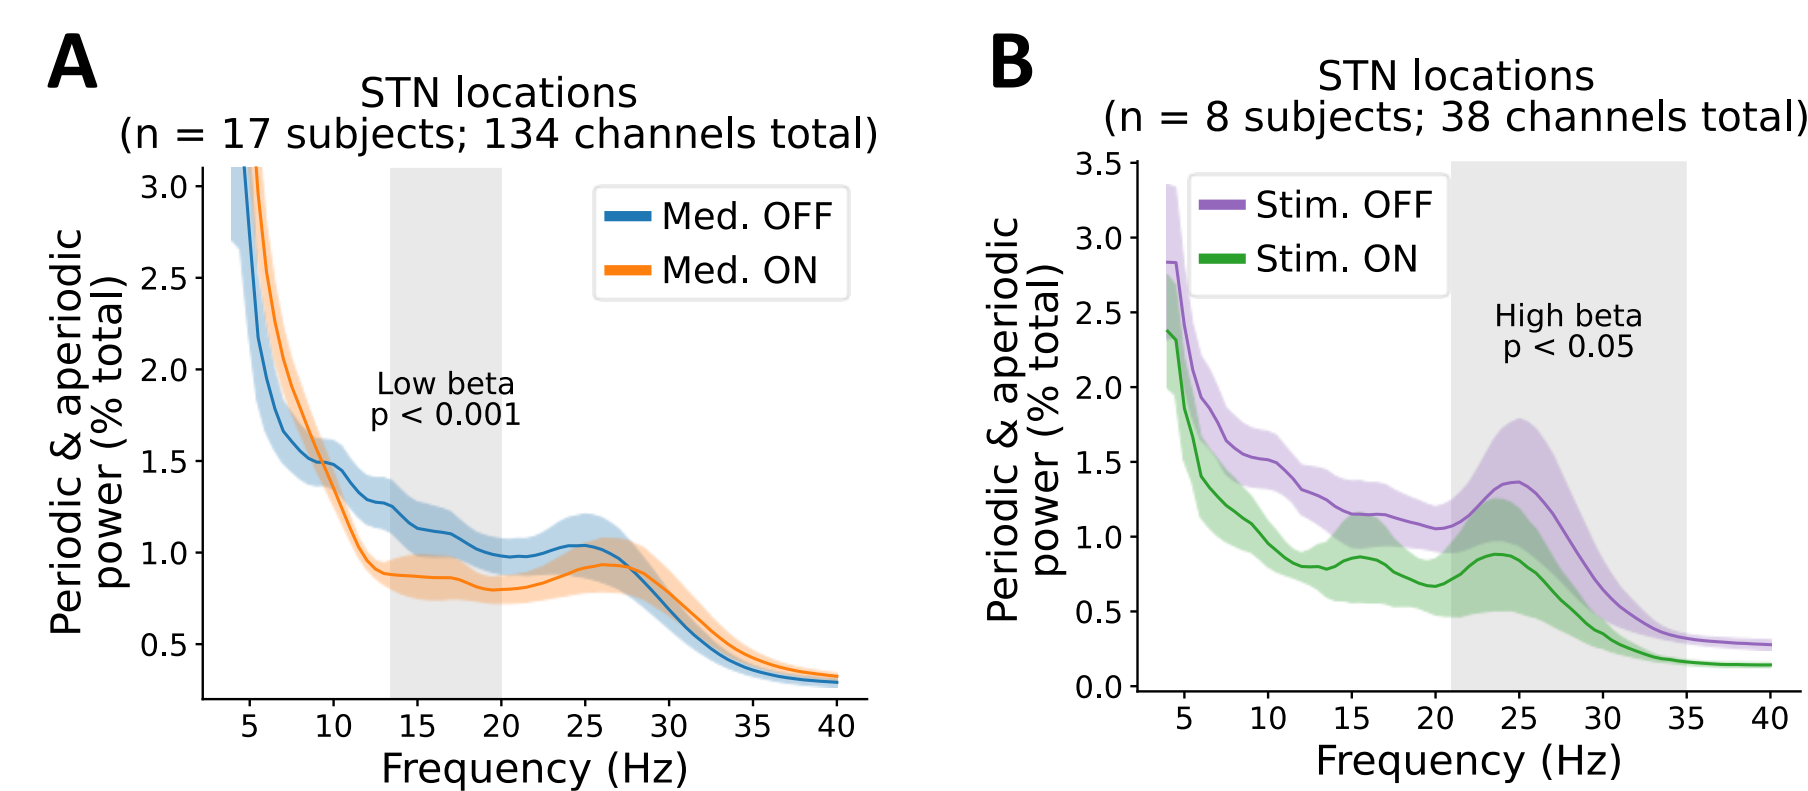 A
STN locations
(n = 17 subjects; 134 channels total)
Periodic & aperiodic
power (% total)
3.0
2.5
2.0
1.5
1.0
0.5
Med. OFF
Med. ON
Low beta
p < 0.001
5 10 15 20 25 30 35 40
Frequency (Hz)
B
STN locations
(n = 8 subjects; 38 channels total)
Periodic & aperiodic
power (% total)
3.5
3.0
2.5
2.0
1.5
1.0
0.5
0.0
Stim. OFF
Stim. ON
High beta
p < 0.05
5 10 15 20 25 30 35 40
Frequency (Hz)